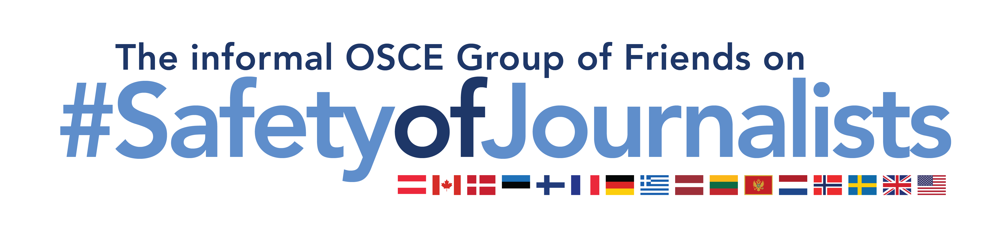 The informal OSCE Group of Friends on
#SafetyofJournalists